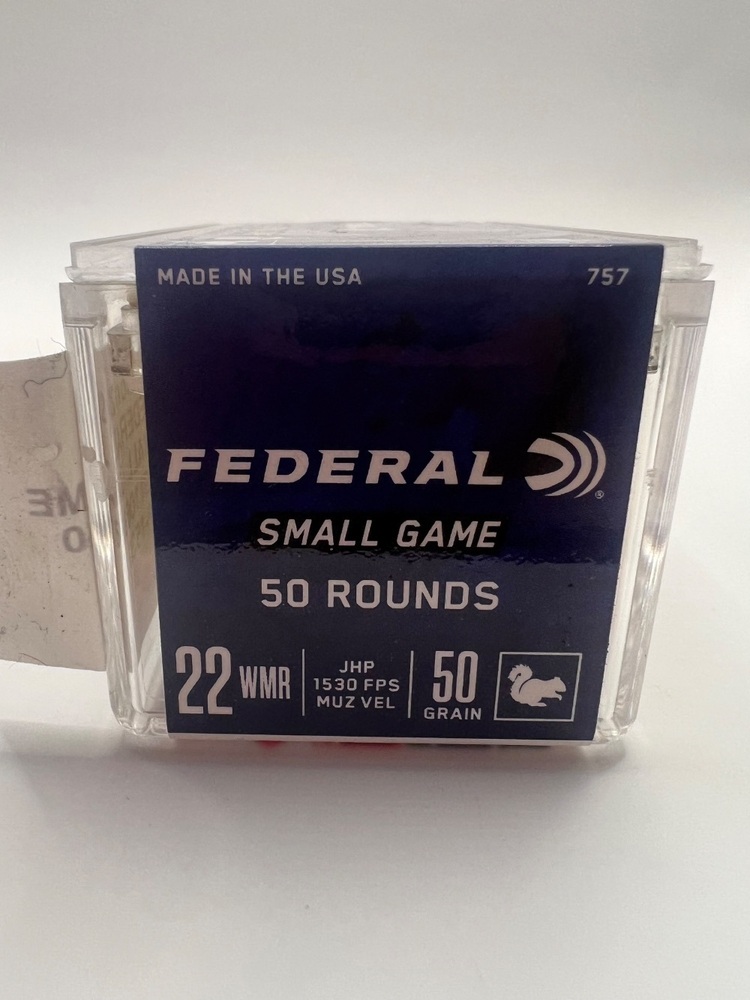 MADE IN THE USA 757
FEDERAL ®
SMALL GAME
50 ROUNDS
22 WMR
JHP
1530 FPS
MUZ VEL
50
GRAIN